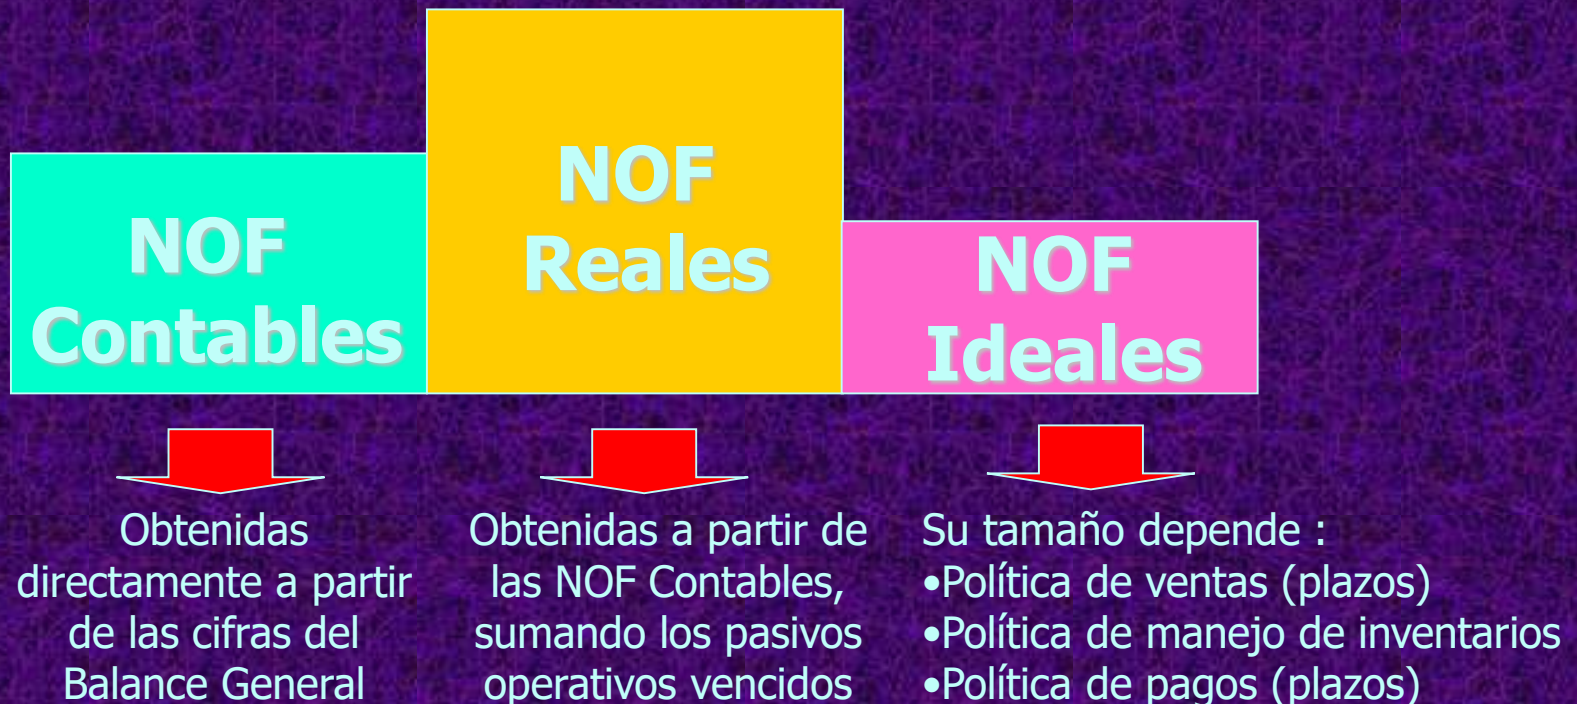 NOF
Contables
NOF
Reales
NOF
Ideales
Obtenidas
directamente a partir
de las cifras del
Balance General
Obtenidas a partir de
las NOF Contables,
sumando los pasivos
operativos vencidos
Su tamaño depende :
•Política de ventas (plazos)
•Política de manejo de inventarios
•Política de pagos (plazos)